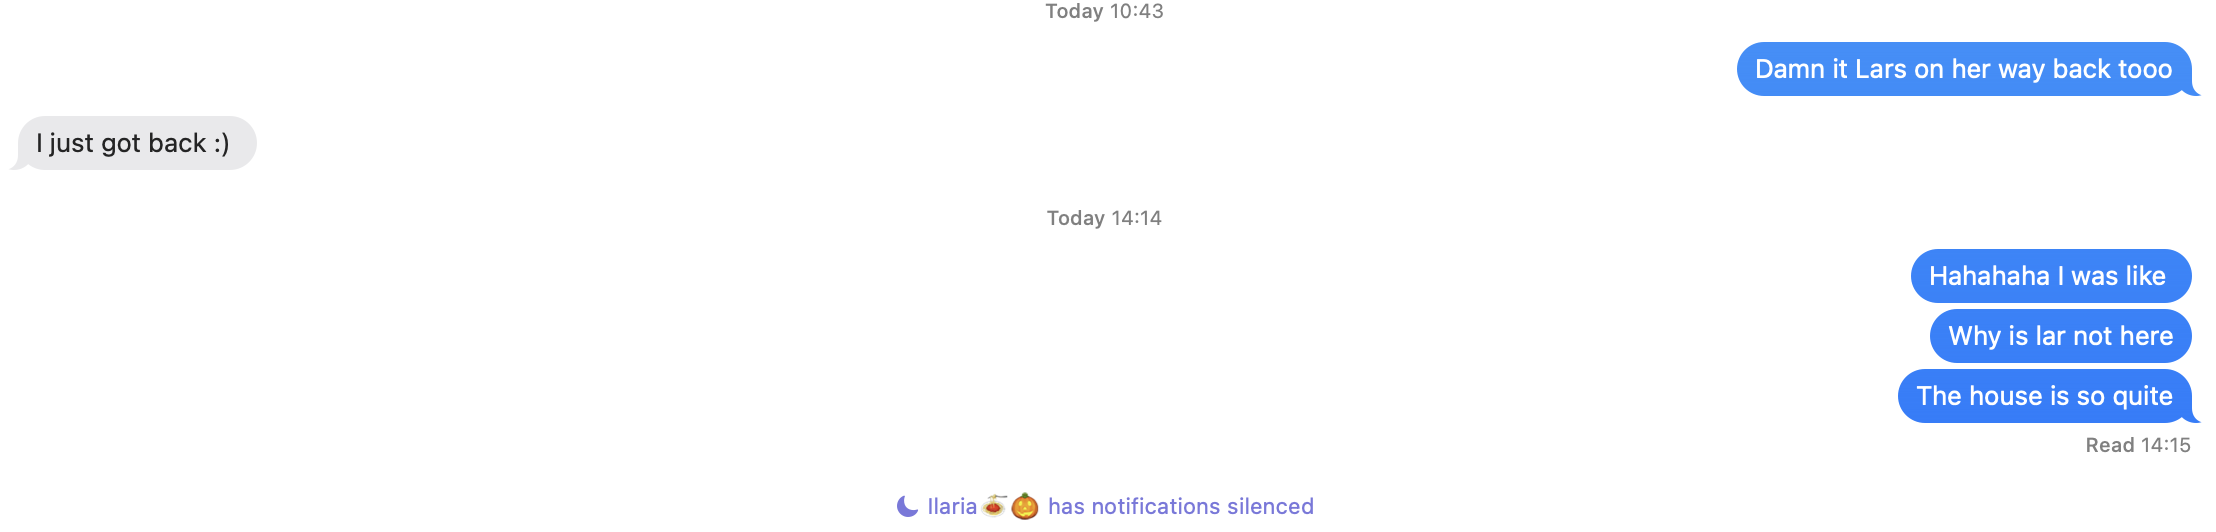 Today 10:43
Damn it Lars on her way back tooo
I just got back :)
Today 14:14
Hahahaha I was like
Why is lar not here
The house is so quite
Read 14:15
Ilaria🍝🎃 has notifications silenced